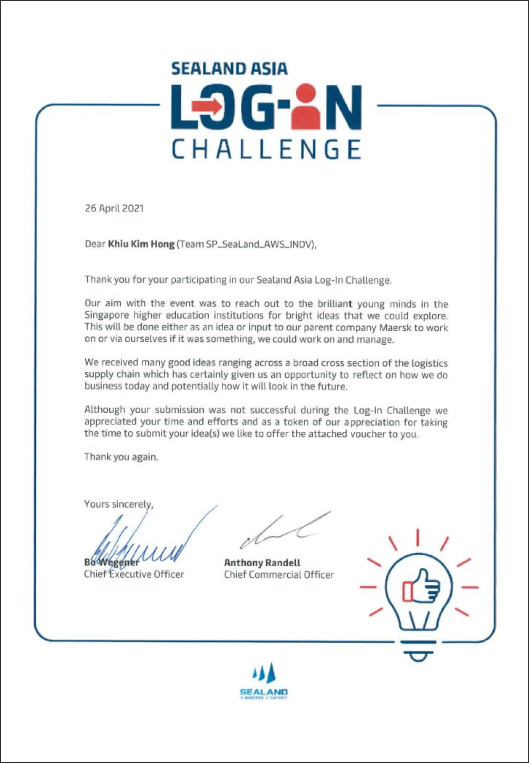 SEALAND ASIA
LOG-IN
CHALLENGE
26 April 2021
Dear Khiu Kim Hong (Team SP_SeaLand_AWS_INDV),
Thank you for your participating in our Sealand Asia Log-In Challenge.
Our aim with the event was to reach out to the brilliant young minds in the
Singapore higher education institutions for bright ideas that we could explore.
This will be done either as an idea or input to our parent company Maersk to work
on or via ourselves if it was something, we could work on and manage.
We received many good ideas ranging across a broad cross section of the logistics
supply chain which has certainly given us an opportunity to reflect on how we do
business today and potentially how it will look in the future.
Although your submission was not successful during the Log-In Challenge we
appreciated your time and efforts and as a token of our appreciation for taking
the time to submit your idea(s) we like to offer the attached voucher to you.
Thank you again.
Yours sincerely,
Bo Wegener
Chief Executive Officer
Anthony Randell
Chief Commercial Officer
SEALAND
A MAERSK COMPANY